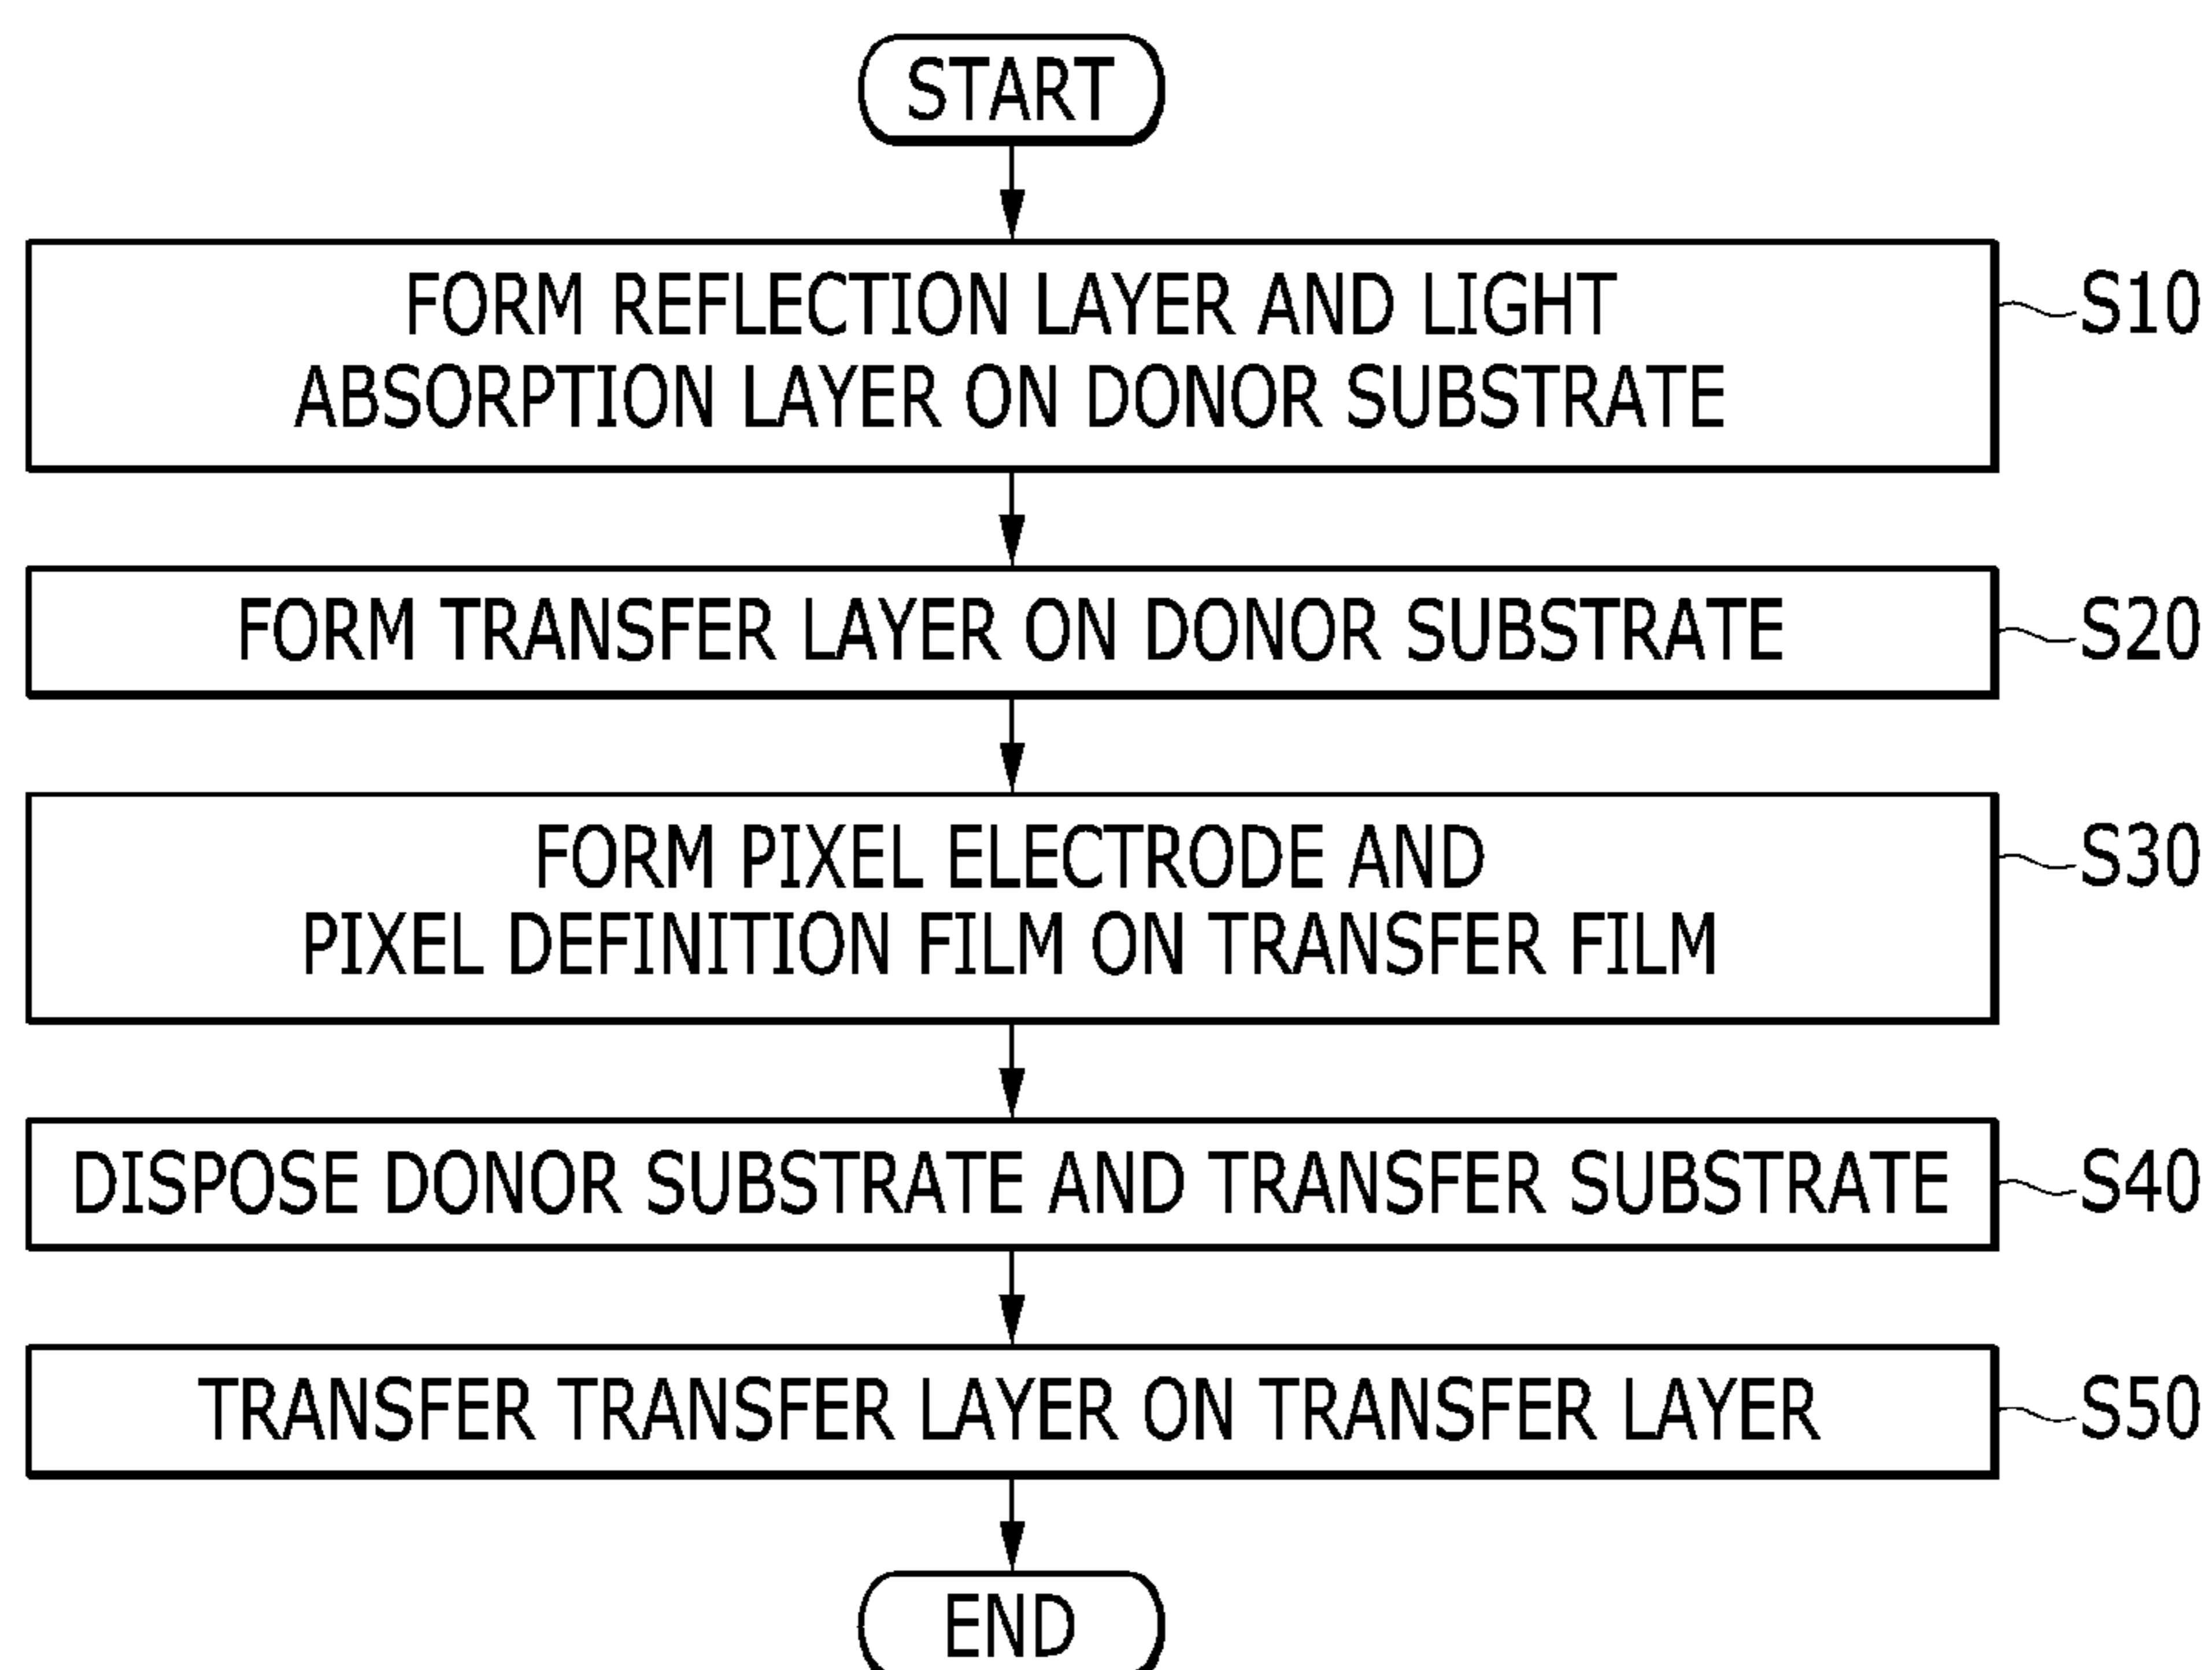 START
FORM REFLECTION LAYER AND LIGHT
ABSORPTION LAYER ON DONOR SUBSTRATE
S10
FORM TRANSFER LAYER ON DONOR SUBSTRATE
S20
FORM PIXEL ELECTRODE AND
PIXEL DEFINITION FILM ON TRANSFER FILM
S30
DISPOSE DONOR SUBSTRATE AND TRANSFER SUBSTRATE
S40
TRANSFER TRANSFER LAYER ON TRANSFER LAYER
S50
END